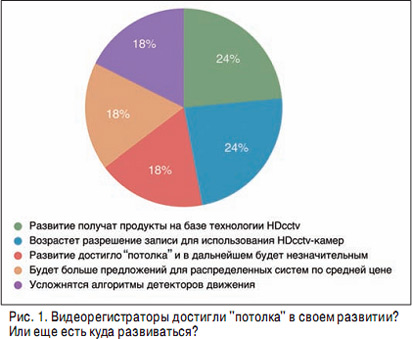 18%
24%
18%
24%
18%
Развитие получат продукты на базе технологии HDcctv
Возрастет разрешение записи для использования HDcctv-камер
Развитие достигло "потолка" и в дальнейшем будет незначительным
Будет больше предложений для распределенных систем по средней цене
Усложнятся алгоритмы детекторов движения
Рис. 1. Видеорегистраторы достигли "потолка" в своем развитии?
Или еще есть куда развиваться?